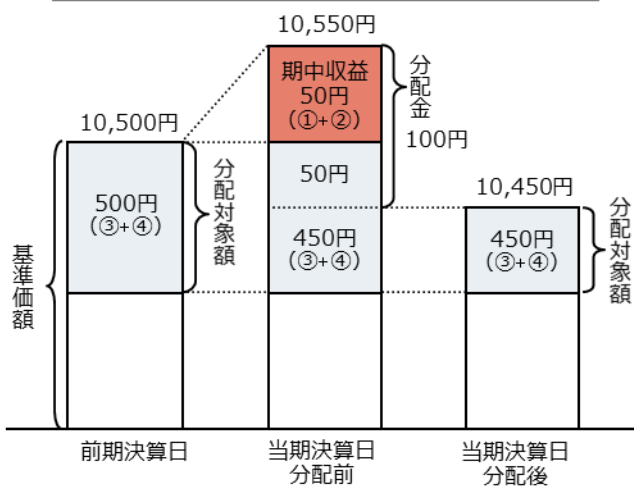 10,550円
期中収益
50円
(①+②)
分配金
100円
10,500円
500円
(③+④)
分配対象額
50円
450円
(③+④)
10,450円
450円
(③+④)
分配対象額
基準価額
前期決算日
当期決算日
分配前
当期決算日
分配後